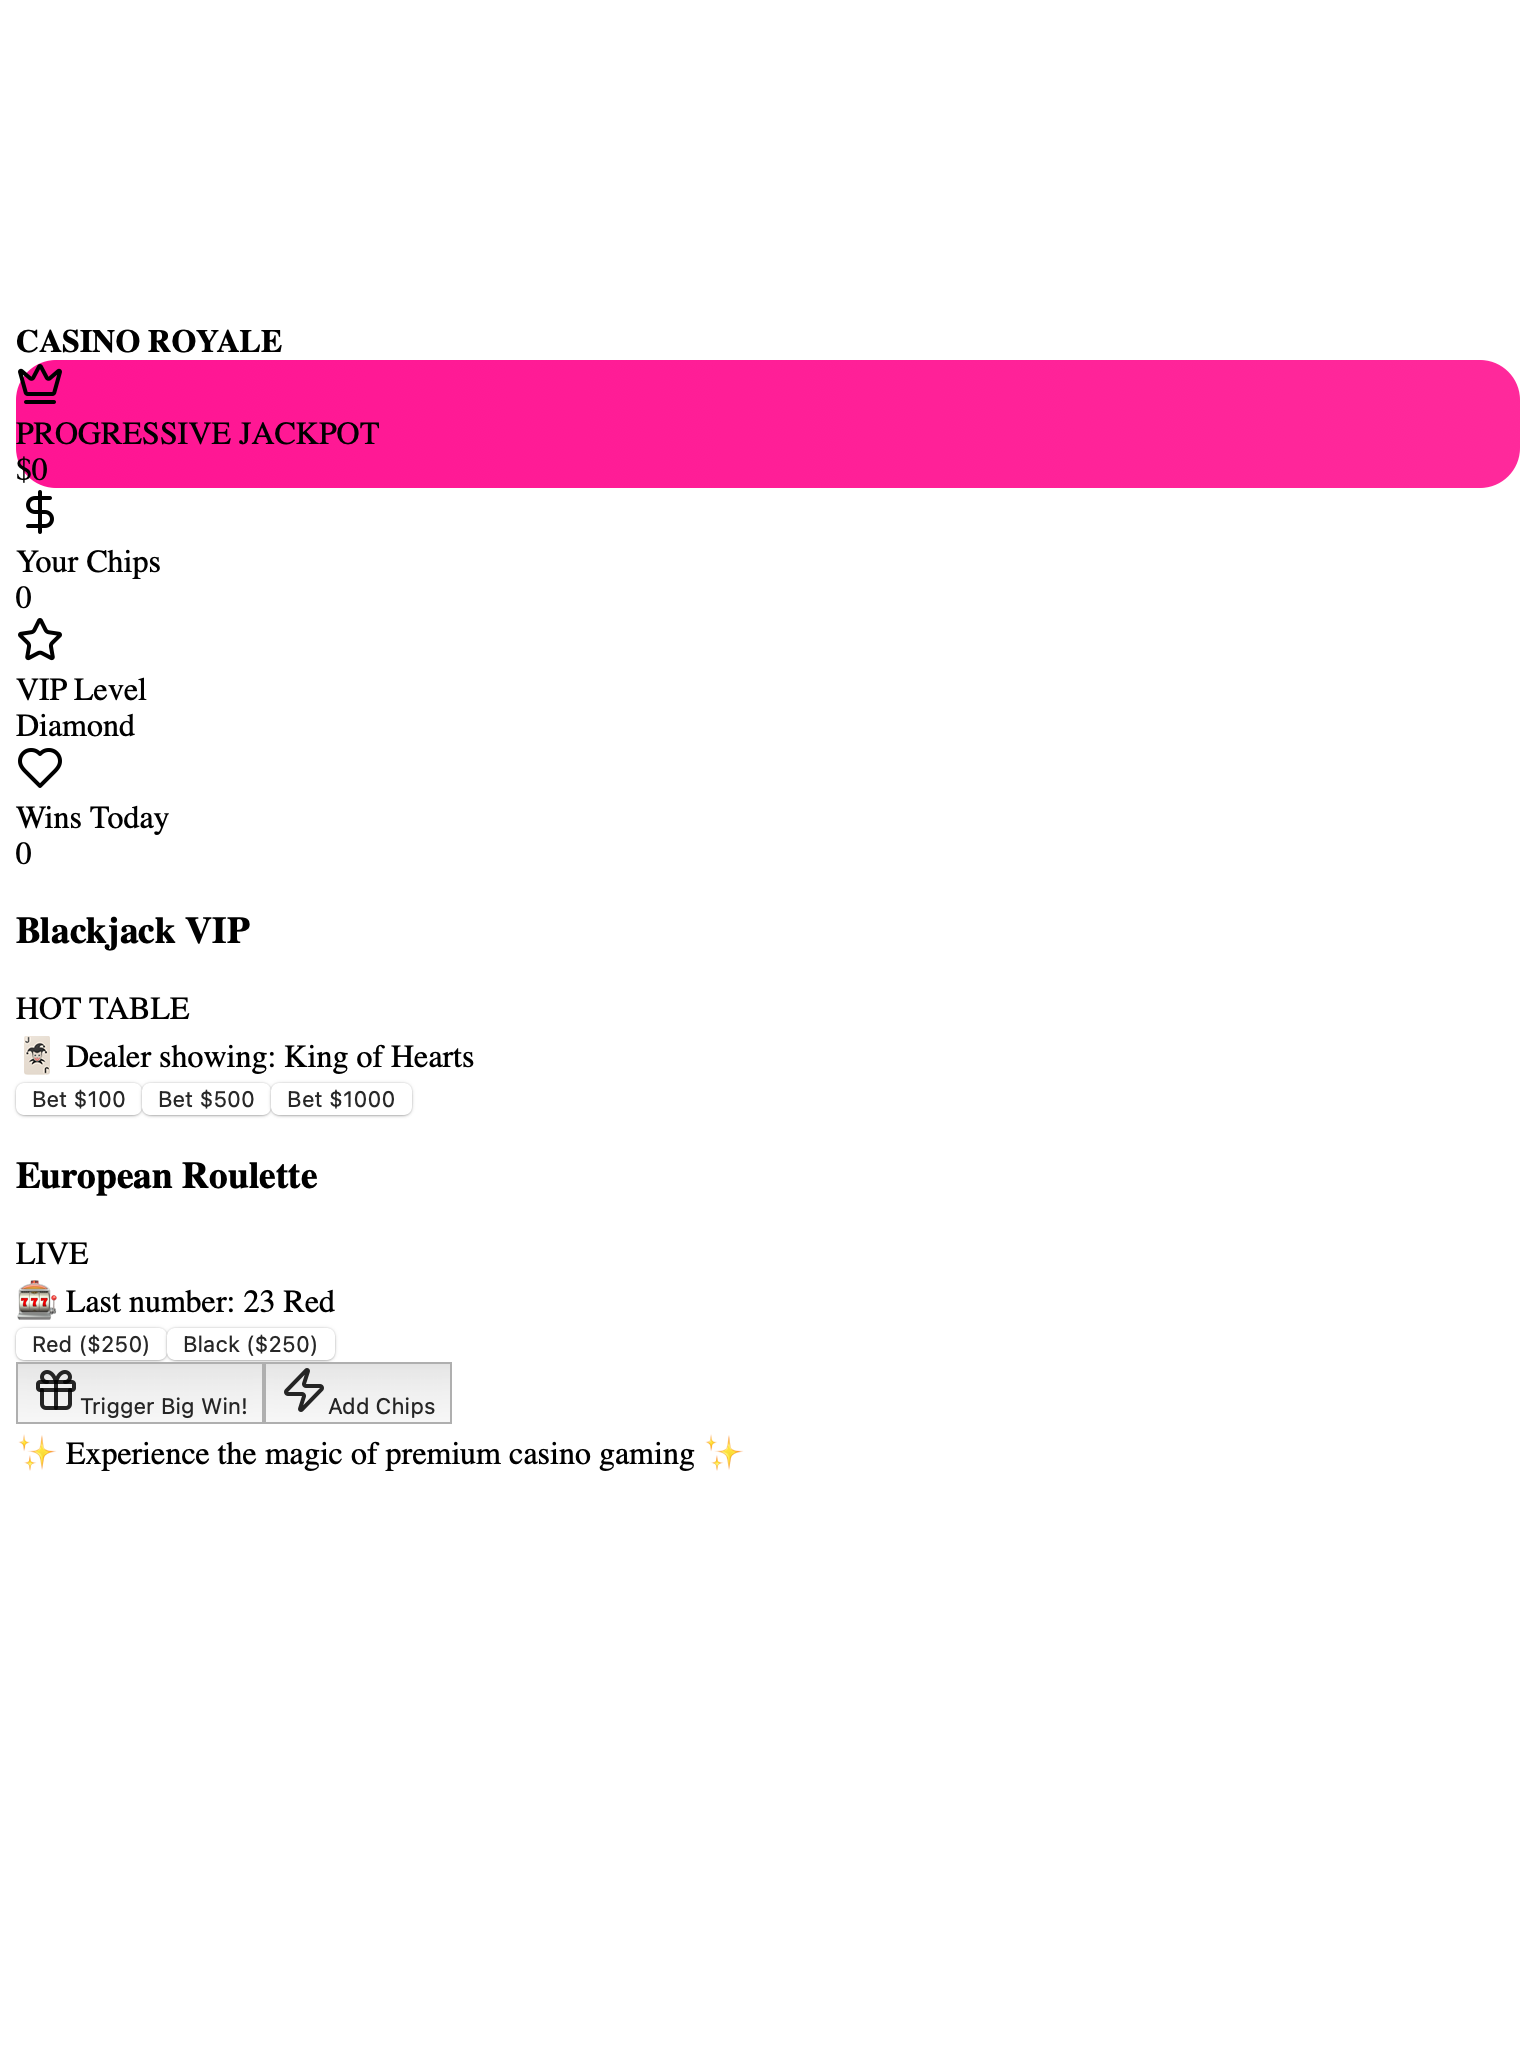 CASINO ROYALE
PROGRESSIVE JACKPOT
$0
Your Chips
0
VIP Level
Diamond
Wins Today
0
Blackjack VIP
HOT TABLE
🃏 Dealer showing: King of Hearts
Bet $100 Bet $500 Bet $1000
European Roulette
LIVE
🎰 Last number: 23 Red
Red ($250) Black ($250)
Trigger Big Win! Add Chips
✨ Experience the magic of premium casino gaming ✨